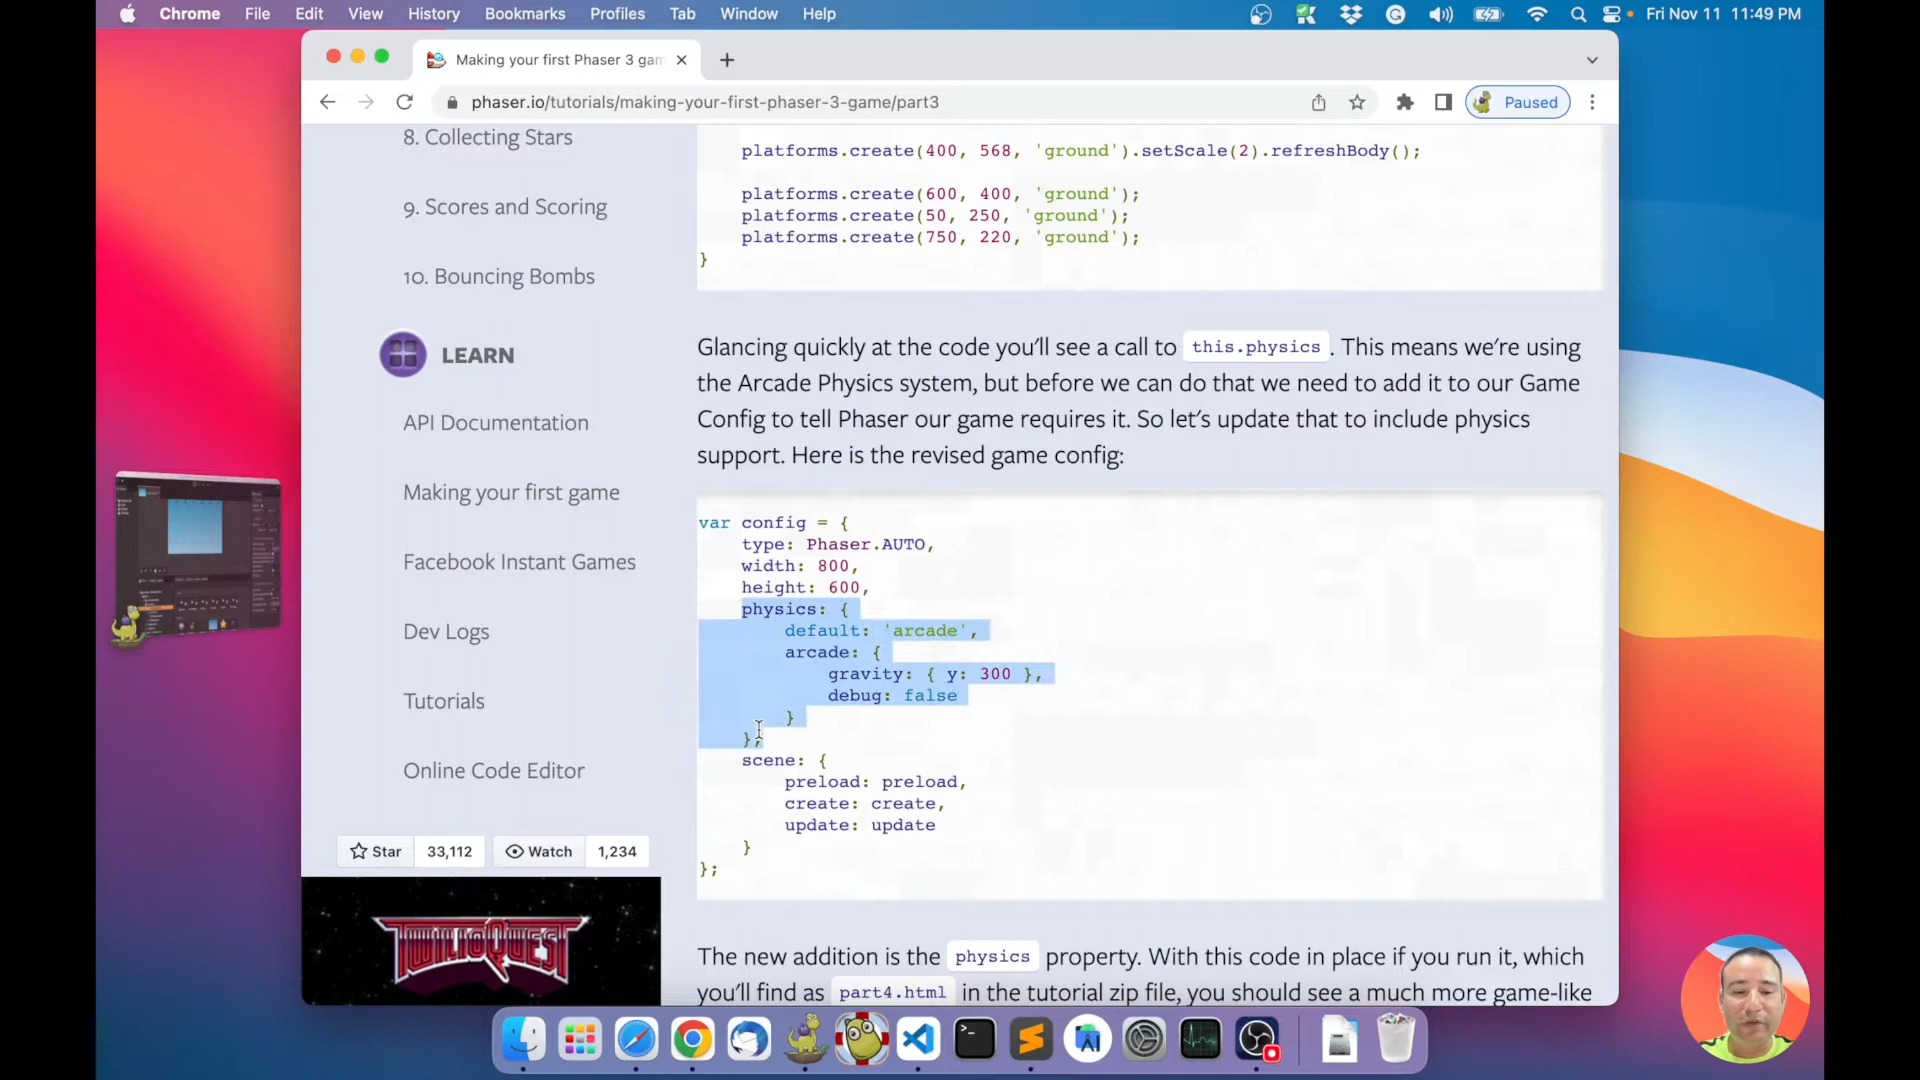 Chrome File Edit View History Bookmarks Profiles Tab Window Help Fri Nov 11 11:49 PM
Making your first Phaser 3 gam
phaser.io/tutorials/making-your-first-phaser-3-game/part3
Paused
8. Collecting Stars
9. Scores and Scoring
10. Bouncing Bombs
LEARN
API Documentation
Making your first game
Facebook Instant Games
Dev Logs
Tutorials
Online Code Editor
Star 33,112 Watch 1,234
TWILIOQUEST
platforms.create(400, 568, 'ground').setScale(2).refreshBody();
platforms.create(600, 400, 'ground');
platforms.create(50, 250, 'ground');
platforms.create(750, 220, 'ground');
}
Glancing quickly at the code you'll see a call to this.physics. This means we're using
the Arcade Physics system, but before we can do that we need to add it to our Game
Config to tell Phaser our game requires it. So let's update that to include physics
support. Here is the revised game config:
var config = {
type: Phaser.AUTO,
width: 800,
height: 600,
physics: {
default: 'arcade',
arcade: {
gravity: { y: 300 },
debug: false
}
},
scene: {
preload: preload,
create: create,
update: update
}
};
The new addition is the physics property. With this code in place if you run it, which
you'll find as part4.html in the tutorial zip file, you should see a much more game-like